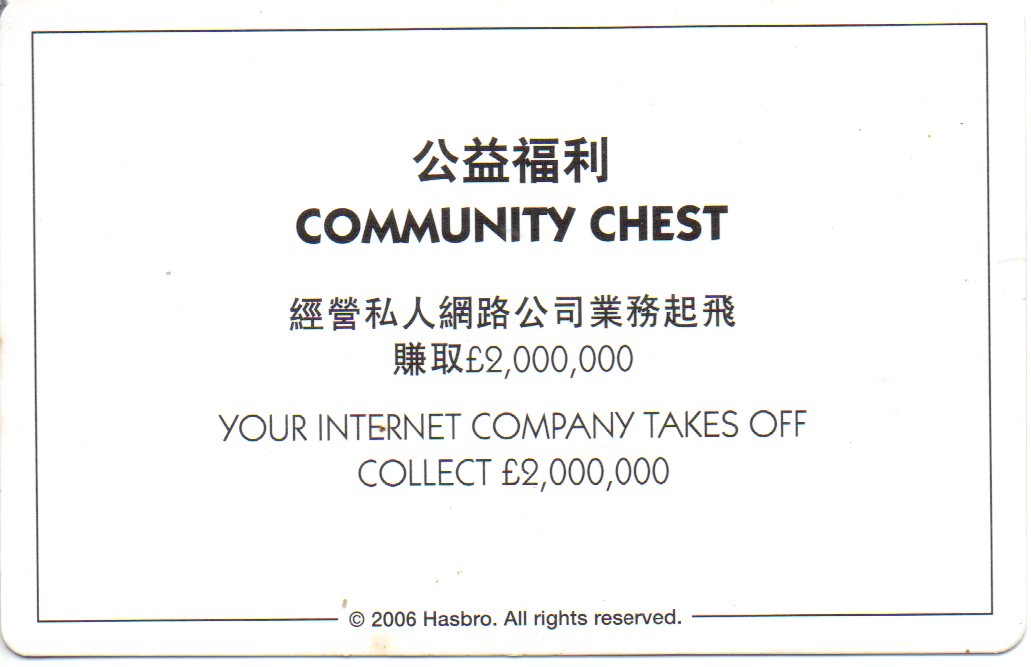 公益福利
COMMUNITY CHEST
經營私人網路公司業務起飛
賺取£2,000,000
YOUR INTERNET COMPANY TAKES OFF
COLLECT £2,000,000
© 2006 Hasbro. All rights reserved.